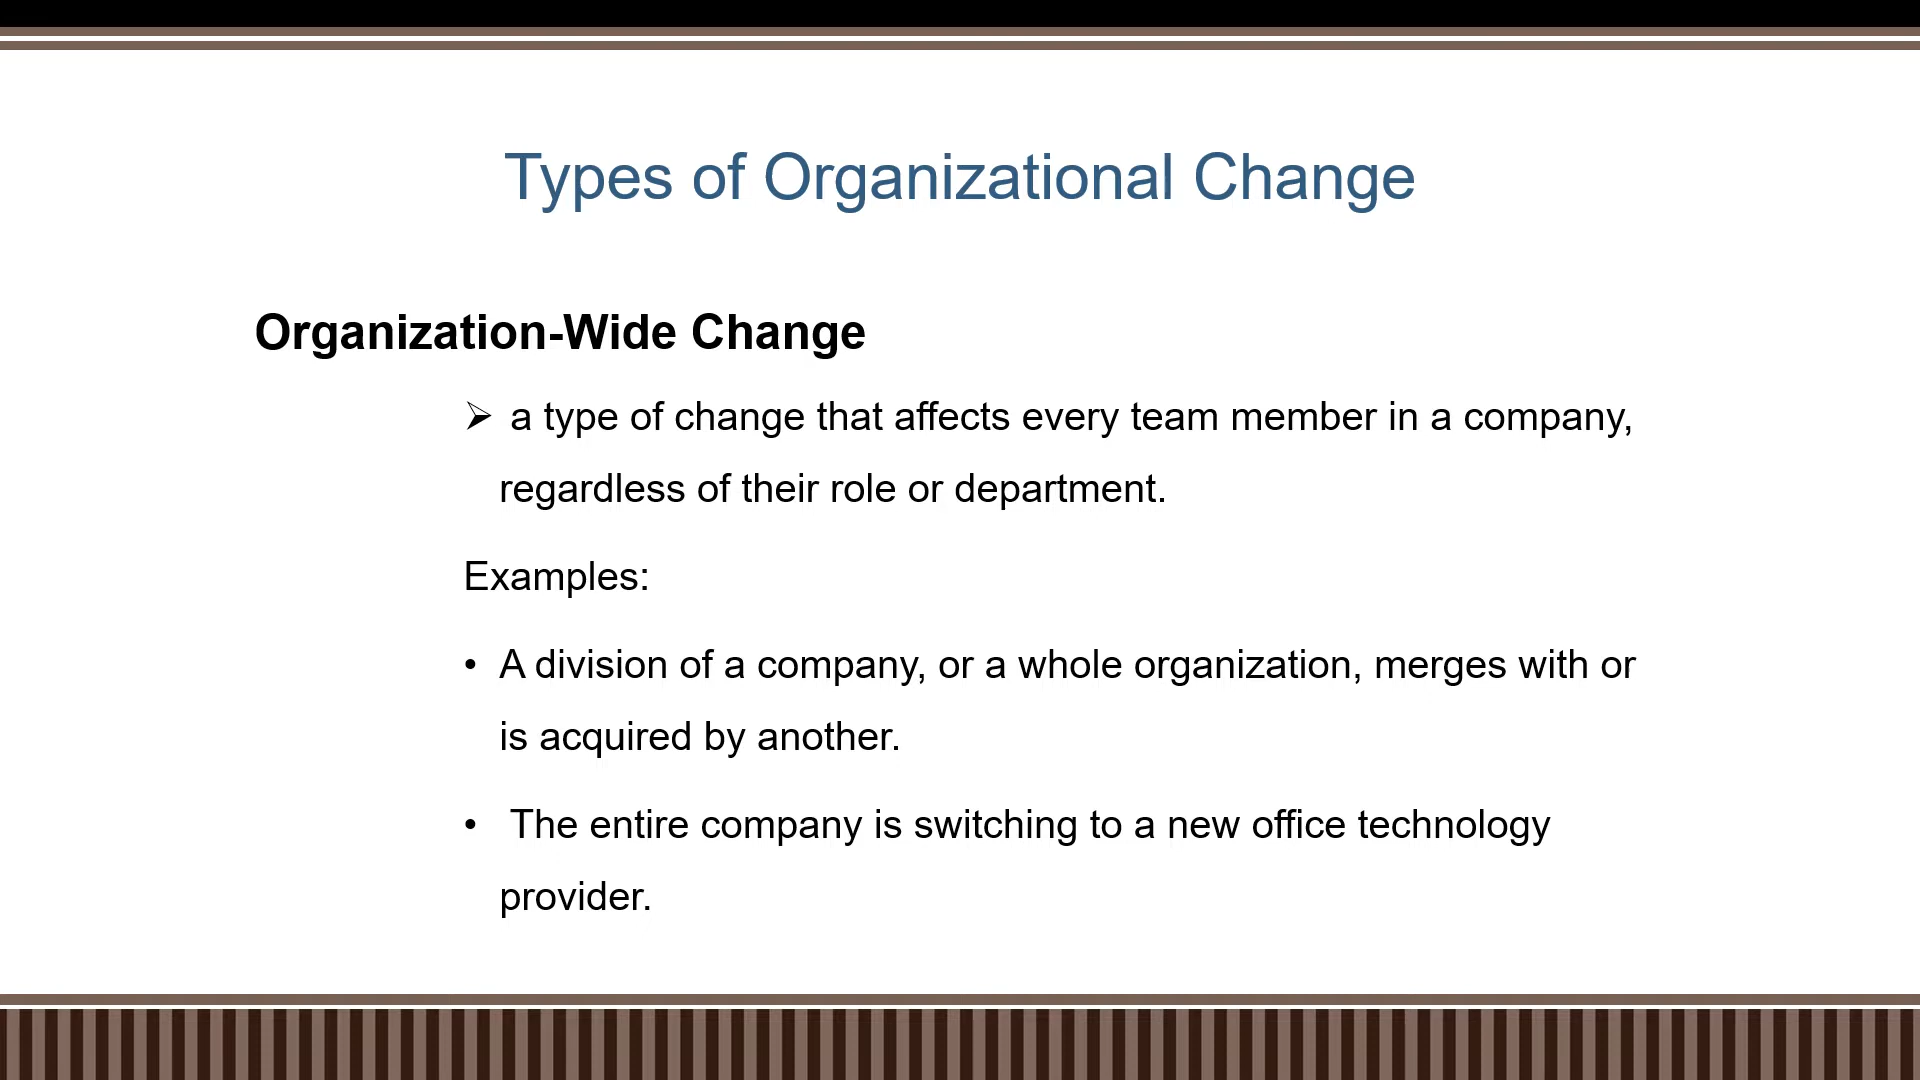 Types of Organizational Change
Organization-Wide Change
➢ a type of change that affects every team member in a company,
regardless of their role or department.
Examples:
• A division of a company, or a whole organization, merges with or
is acquired by another.
• The entire company is switching to a new office technology
provider.